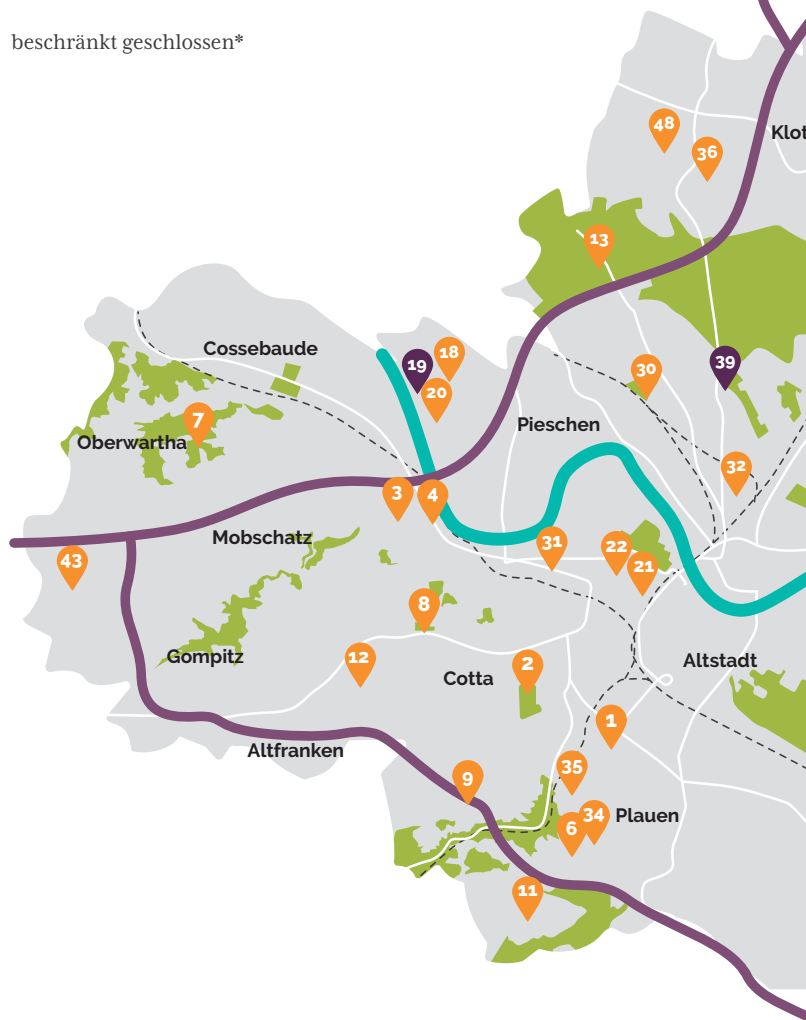 beschränkt geschlossen*
48
Klot
36
13
Cossebaude
18
19
39
30
20
7
Pieschen
Oberwartha
32
3
4
Mobschatz
31
22
43
21
8
Gompitz
12
Altstadt
2
Cotta
1
Altfranken
35
9
34
Plauen
6
11